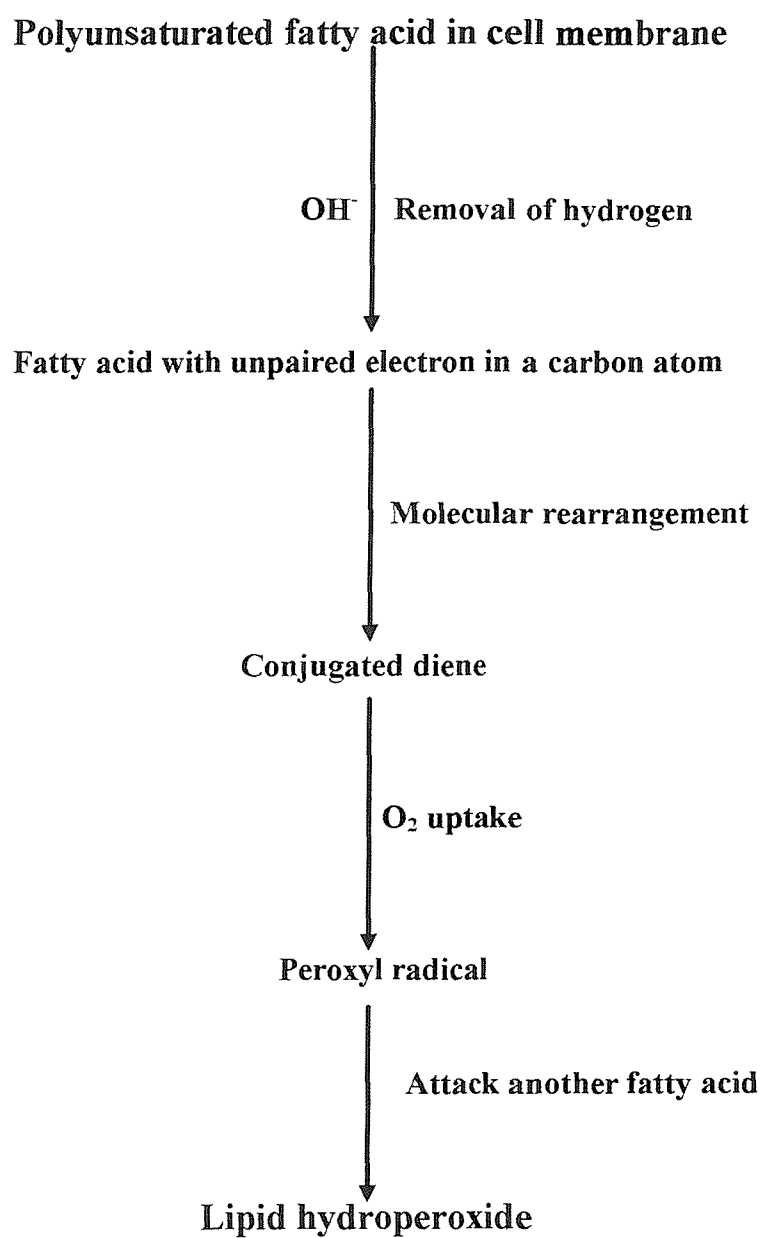 Polyunsaturated fatty acid in cell membrane
OH⁻ Removal of hydrogen
Fatty acid with unpaired electron in a carbon atom
Molecular rearrangement
Conjugated diene
O₂ uptake
Peroxyl radical
Attack another fatty acid
Lipid hydroperoxide